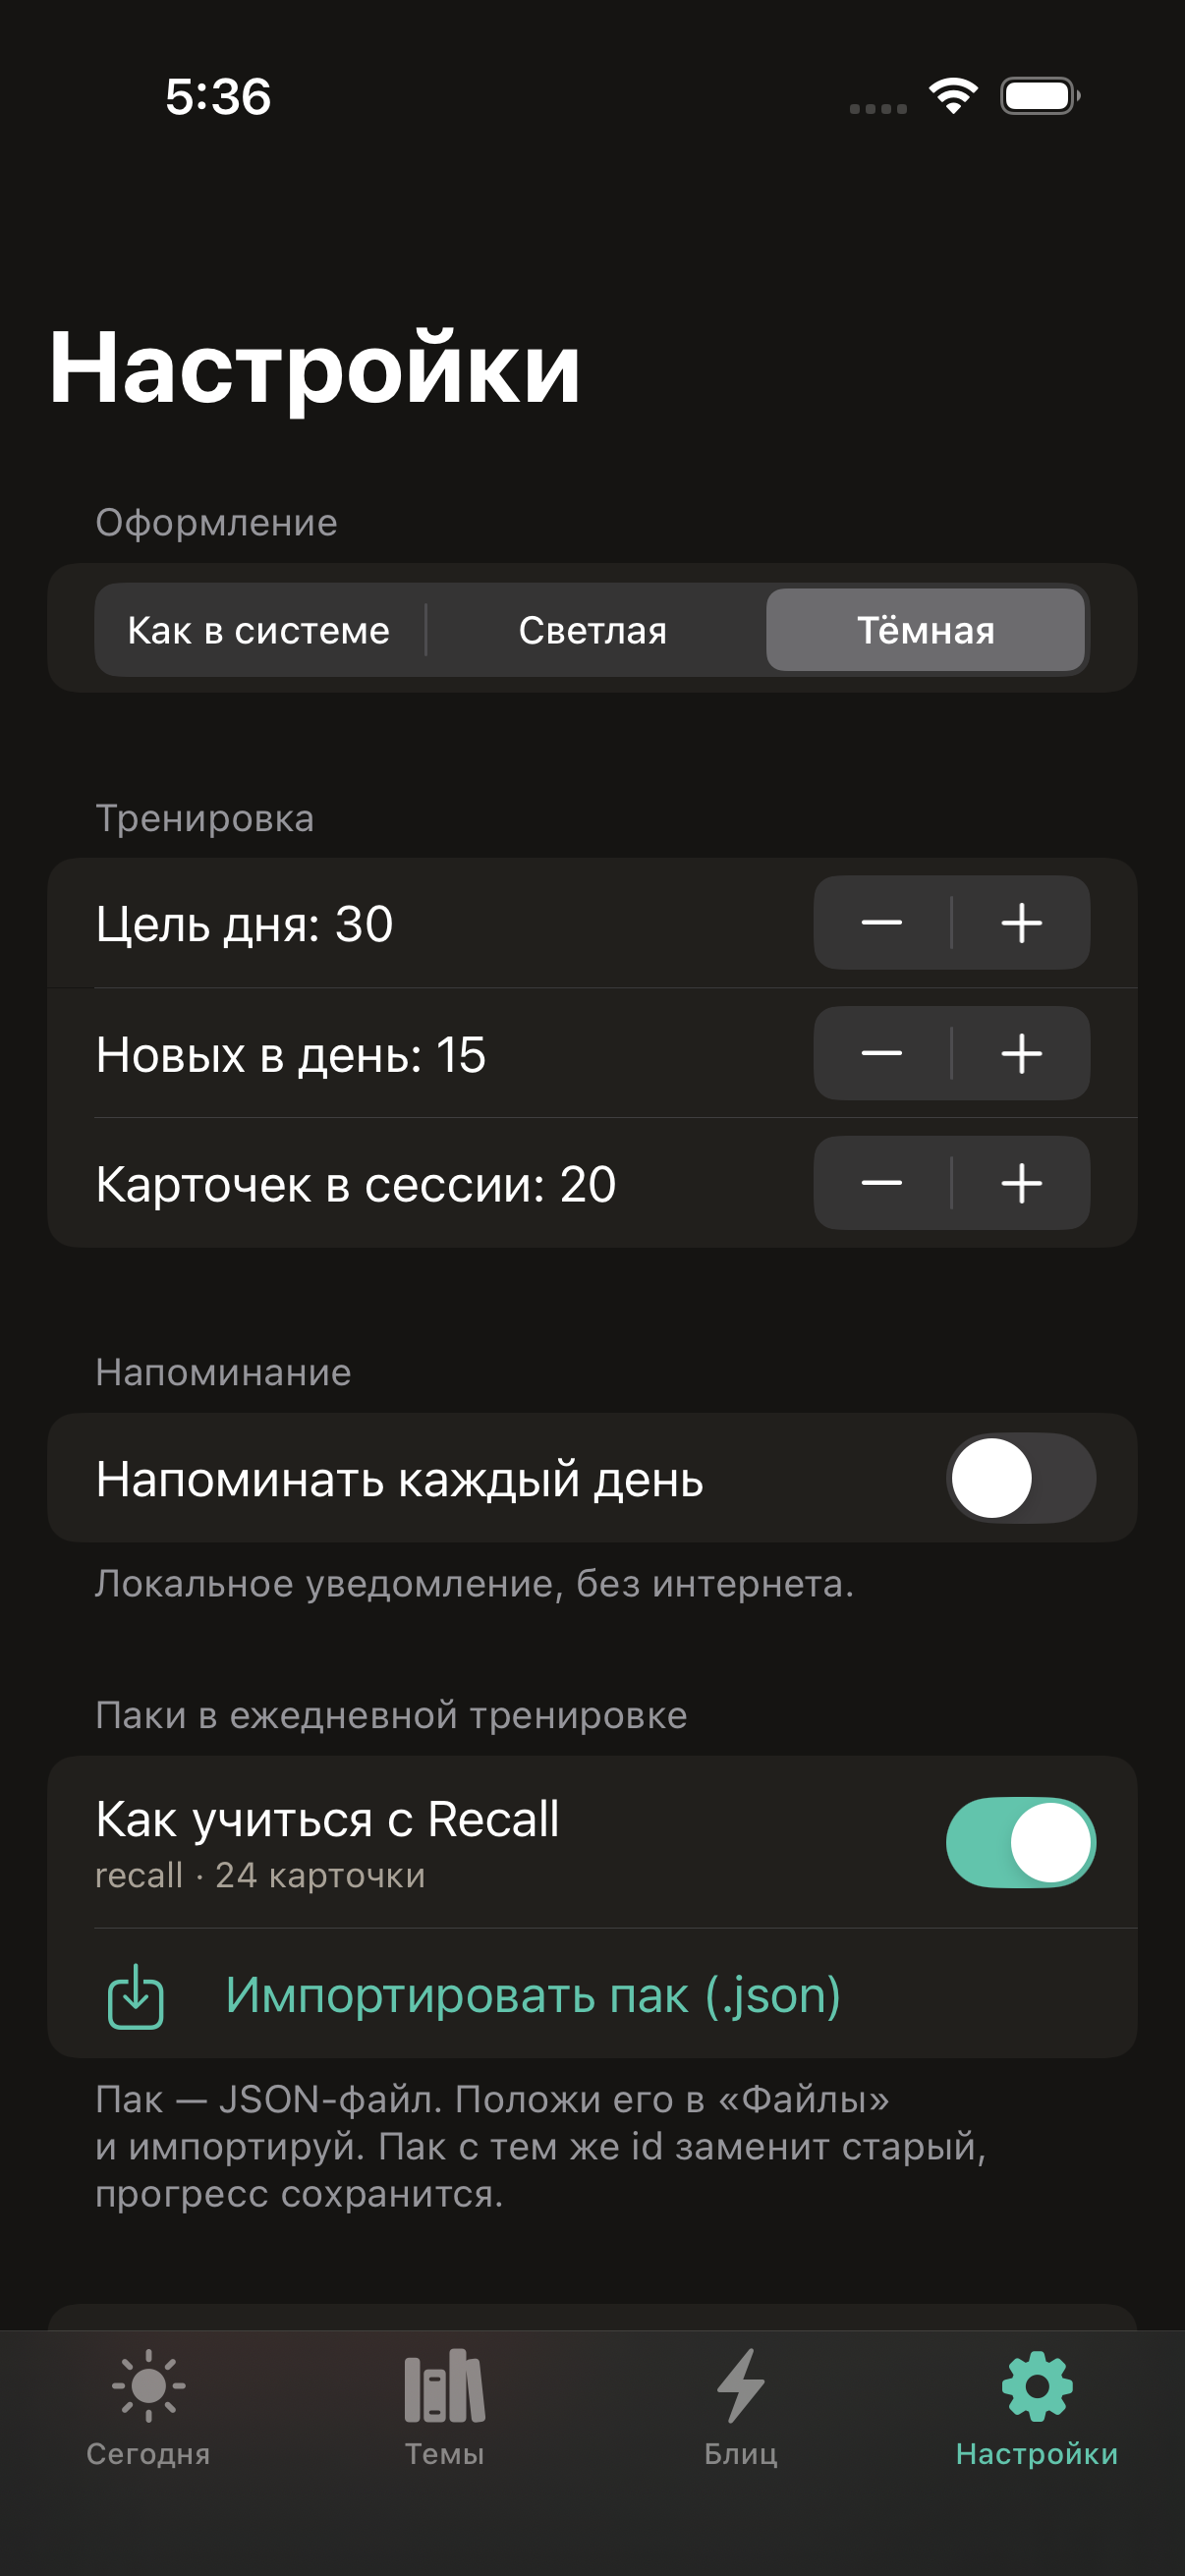 5:36
Настройки
Оформление
Как в системе
Светлая
Тёмная
Тренировка
Цель дня: 30
Новых в день: 15
Карточек в сессии: 20
Напоминание
Напоминать каждый день
Локальное уведомление, без интернета.
Паки в ежедневной тренировке
Как учиться с Recall
recall · 24 карточки
Импортировать пак (.json)
Пак — JSON-файл. Положи его в «Файлы»
и импортируй. Пак с тем же id заменит старый,
прогресс сохранится.
Сегодня
Темы
Блиц
Настройки